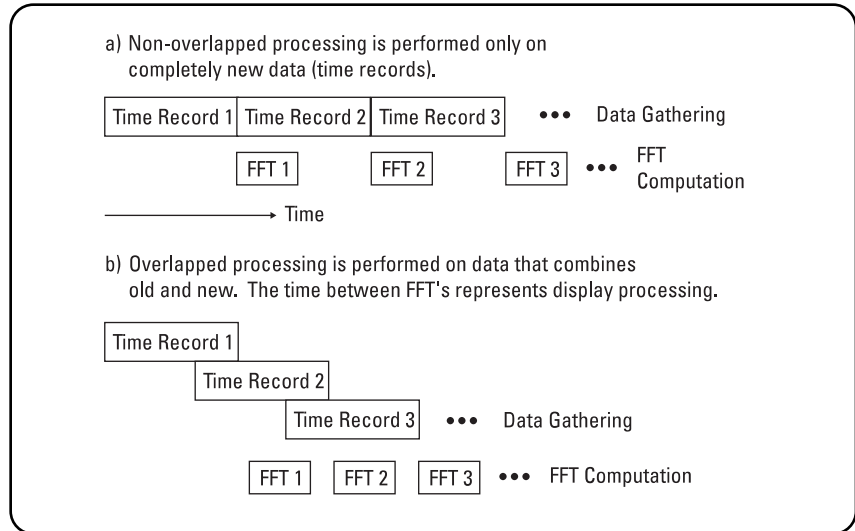 a) Non-overlapped processing is performed only on
completely new data (time records).
Time Record 1 Time Record 2 Time Record 3 ••• Data Gathering
FFT 1 FFT 2 FFT 3 ••• FFT
Computation
Time
b) Overlapped processing is performed on data that combines
old and new. The time between FFT's represents display processing.
Time Record 1
Time Record 2
Time Record 3 ••• Data Gathering
FFT 1 FFT 2 FFT 3 ••• FFT Computation